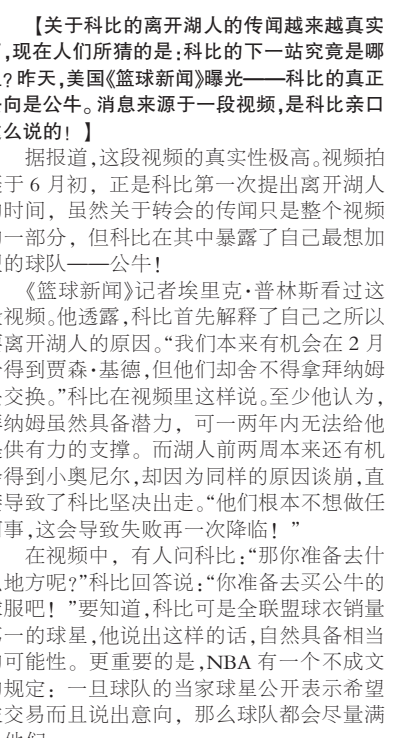 【关于科比的离开湖人的传闻越来越真实
,现在人们所猜的是:科比的下一站究竟是哪
?昨天,美国《篮球新闻》曝光——科比的真正
向是公牛。消息来源于一段视频,是科比亲口
么说的!】
据报道,这段视频的真实性极高。视频拍
于 6 月初，正是科比第一次提出离开湖人
时间，虽然关于转会的传闻只是整个视频
一部分，但科比在其中暴露了自己最想加
的球队——公牛!
《篮球新闻》记者埃里克·普林斯看过这
视频。他透露,科比首先解释了自己之所以
离开湖人的原因。“我们本来有机会在 2 月
得到贾森·基德,但他们却舍不得拿拜纳姆
交换。”科比在视频里这样说。至少他认为,
纳姆虽然具备潜力，可一两年内无法给他
供有力的支撑。而湖人前两周本来还有机
得到小奥尼尔,却因为同样的原因谈崩,直
导致了科比坚决出走。“他们根本不想做任
事,这会导致失败再一次降临！”
在视频中，有人问科比:“那你准备去什
地方呢?”科比回答说:“你准备去买公牛的
服吧！”要知道,科比可是全联盟球衣销量
一的球星,他说出这样的话,自然具备相当
可能性。更重要的是,NBA 有一个不成文
规定：一旦球队的当家球星公开表示希望
交易而且说出意向，那么球队都会尽量满